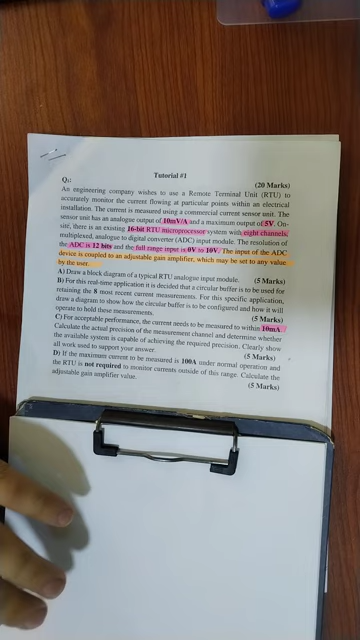 Tutorial #1
Q1: (20 Marks)
An engineering company wishes to use a Remote Terminal Unit (RTU) to
accurately monitor the current flowing at particular points within an electrical
installation. The current is measured using a commercial current sensor unit. The
sensor unit has an analogue output of 10mV/A and a maximum output of 5V. On-
site, there is an existing 16-bit RTU microprocessor system with eight channels,
multiplexed, analogue to digital converter (ADC) input module. The resolution of
the ADC is 12 bits and the full range input is 0V to 10V. The input of the ADC
device is coupled to an adjustable gain amplifier, which may be set to any value
by the user.
A) Draw a block diagram of a typical RTU analogue input module. (5 Marks)
B) For this real-time application it is decided that a circular buffer is to be used for
retaining the 8 most recent current measurements. For this specific application,
draw a diagram to show how the circular buffer is to be configured and how it will
operate to hold these measurements. (5 Marks)
C) For acceptable performance, the current needs to be measured to within 10mA
Calculate the actual precision of the measurement channel and determine whether
the available system is capable of achieving the required precision. Clearly show
all work used to support your answer. (5 Marks)
D) If the maximum current to be measured is 100A under normal operation and
the RTU is not required to monitor currents outside of this range. Calculate the
adjustable gain amplifier value. (5 Marks)